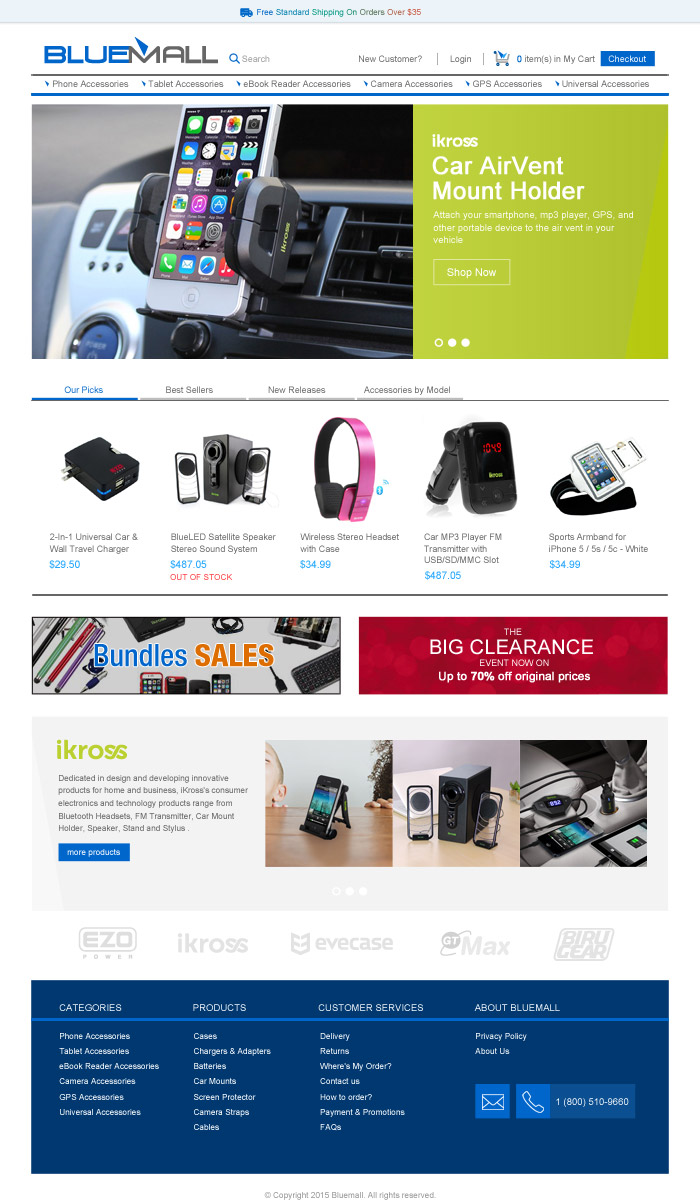 Free Standard Shipping On Orders Over $35
BLUEMALL
Search
New Customer?
Login
0 item(s) in My Cart
Checkout
Phone Accessories
Tablet Accessories
eBook Reader Accessories
Camera Accessories
GPS Accessories
Universal Accessories
ikross
ikross
Car AirVent
Mount Holder
Attach your smartphone, mp3 player, GPS, and
other portable device to the air vent in your
vehicle
Shop Now
Our Picks
Best Sellers
New Releases
Accessories by Model
2-In-1 Universal Car &
Wall Travel Charger
$29.50
BlueLED Satellite Speaker
Stereo Sound System
$487.05
OUT OF STOCK
Wireless Stereo Headset
with Case
$34.99
Car MP3 Player FM
Transmitter with
USB/SD/MMC Slot
$487.05
Sports Armband for
iPhone 5 / 5s / 5c - White
$34.99
Bundles SALES
THE
BIG CLEARANCE
EVENT NOW ON
Up to 70% off original prices
ikross
Dedicated in design and developing innovative
products for home and business, iKross's consumer
electronics and technology products range from
Bluetooth Headsets, FM Transmitter, Car Mount
Holder, Speaker, Stand and Stylus .
more products
EZO
POWER
ikross
evecase
GT Max
BIRU
GEAR
CATEGORIES
Phone Accessories
Tablet Accessories
eBook Reader Accessories
Camera Accessories
GPS Accessories
Universal Accessories
PRODUCTS
Cases
Chargers & Adapters
Batteries
Car Mounts
Screen Protector
Camera Straps
Cables
CUSTOMER SERVICES
Delivery
Returns
Where's My Order?
Contact us
How to order?
Payment & Promotions
FAQs
ABOUT BLUEMALL
Privacy Policy
About Us
1 (800) 510-9660
© Copyright 2015 Bluemall. All rights reserved.